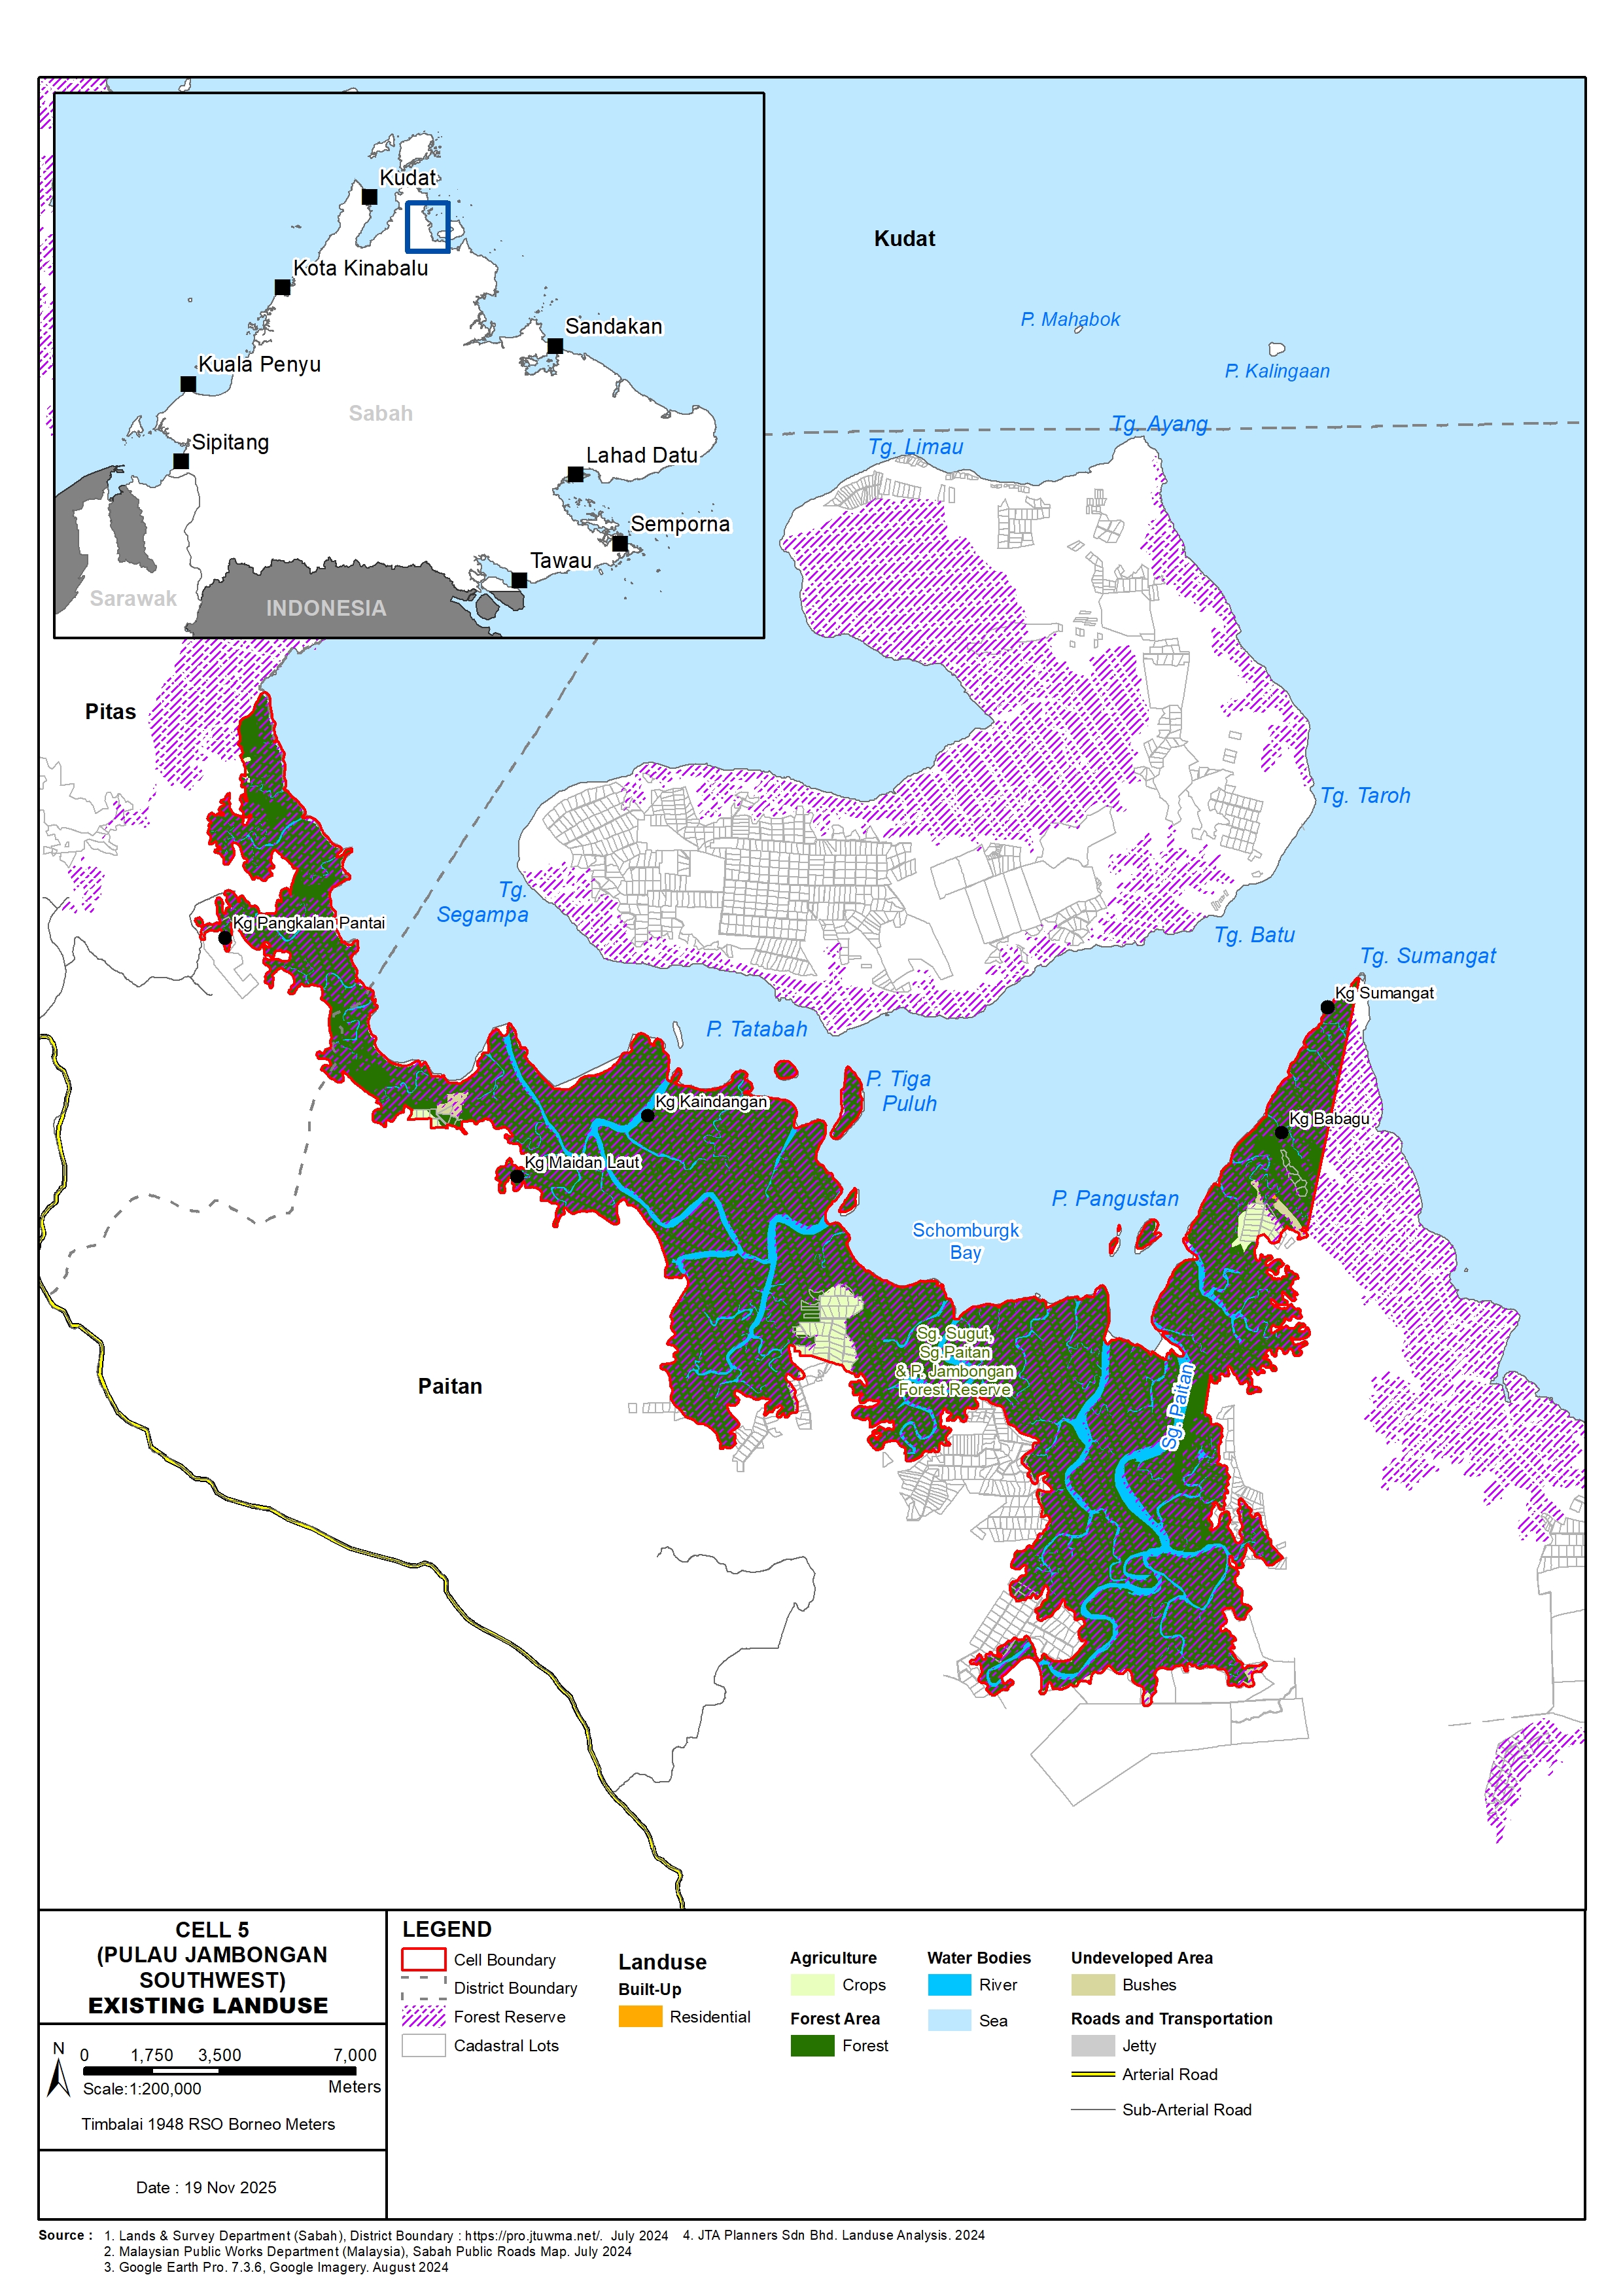 Kudat
Kota Kinabalu
Sandakan
Kuala Penyu
Sabah
Sipitang
Lahad Datu
Semporna
Tawau
Sarawak
INDONESIA
Kudat
P. Mahabok
P. Kalingaan
Tg. Ayang
Tg. Limau
Pitas
Tg. Taroh
Tg.
Segampa
Kg Pangkalan Pantai
Tg. Batu
Tg. Sumangat
Kg Sumangat
P. Tatabah
P. Tiga
Puluh
Kg Kaindangan
Kg Babagu
Kg Maidan Laut
P. Pangustan
Schomburgk
Bay
Sg. Sugut,
Sg.Paitan
& P. Jambongan
Forest Reserve
Sg. Paitan
Paitan
CELL 5
(PULAU JAMBONGAN
SOUTHWEST)
EXISTING LANDUSE
N
0 1,750 3,500 7,000
Scale:1:200,000 Meters
Timbalai 1948 RSO Borneo Meters
Date : 19 Nov 2025
LEGEND
Cell Boundary
District Boundary
Forest Reserve
Cadastral Lots
Landuse
Built-Up
Residential
Agriculture
Crops
Forest Area
Forest
Water Bodies
River
Sea
Undeveloped Area
Bushes
Roads and Transportation
Jetty
Arterial Road
Sub-Arterial Road
Source : 1. Lands & Survey Department (Sabah), District Boundary : https://pro.jtuwma.net/. July 2024 4. JTA Planners Sdn Bhd. Landuse Analysis. 2024
2. Malaysian Public Works Department (Malaysia), Sabah Public Roads Map. July 2024
3. Google Earth Pro. 7.3.6, Google Imagery. August 2024